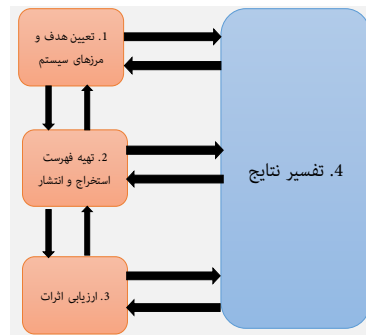 1. تعیین هدف و
مرزهای سیستم
2. تهیه فهرست
استخراج و انتشار
3. ارزیابی اثرات
4. تفسیر نتایج